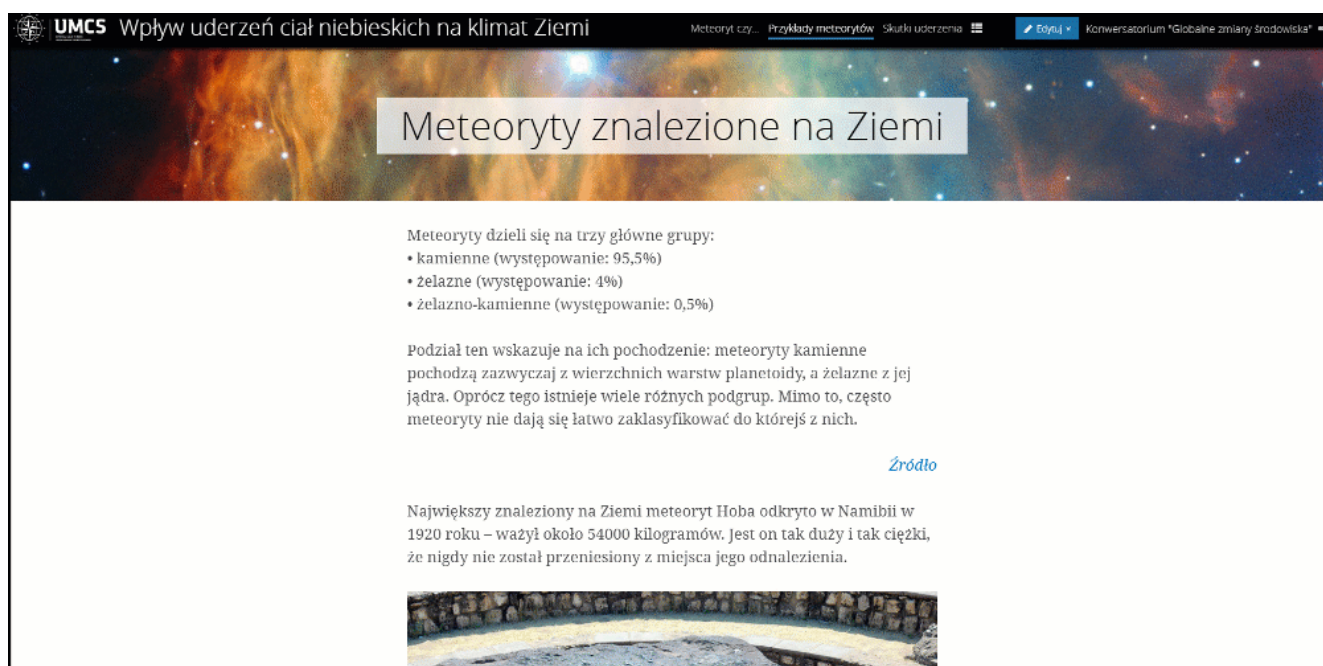 UMCS Wpływ uderzeń ciał niebieskich na klimat Ziemi Meteoryt czy... Przykłady meteorytów Skutki uderzenia Edytuj Konwersatorium "Globalne zmiany środowiska"
Meteoryty znalezione na Ziemi
Meteoryty dzieli się na trzy główne grupy:
• kamienne (występowanie: 95,5%)
• żelazne (występowanie: 4%)
• żelazno-kamienne (występowanie: 0,5%)
Podział ten wskazuje na ich pochodzenie: meteoryty kamienne
pochodzą zazwyczaj z wierzchnich warstw planetoidy, a żelazne z jej
jądra. Oprócz tego istnieje wiele różnych podgrup. Mimo to, często
meteoryty nie dają się łatwo zaklasyfikować do którejś z nich.
Źródło
Największy znaleziony na Ziemi meteoryt Hoba odkryto w Namibii w
1920 roku – ważył około 54000 kilogramów. Jest on tak duży i tak ciężki,
że nigdy nie został przeniesiony z miejsca jego odnalezienia.